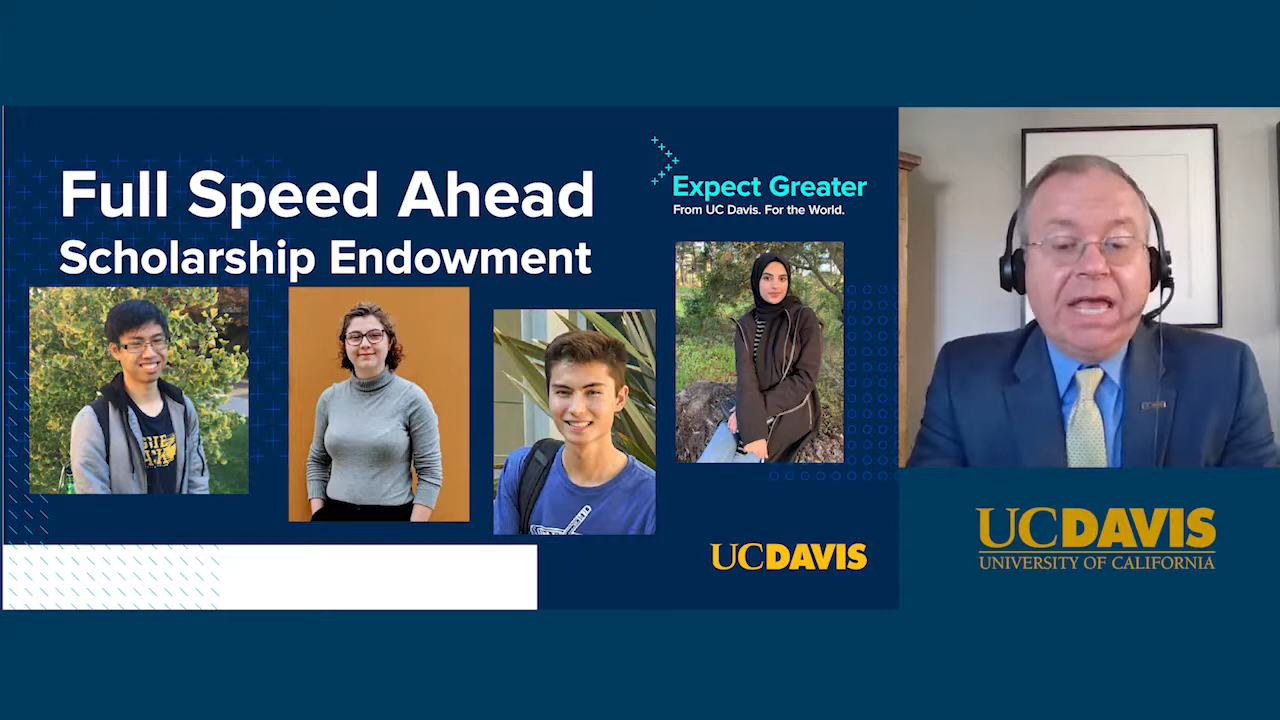 Full Speed Ahead
Scholarship Endowment
Expect Greater
From UC Davis. For the World.
UCDAVIS
UCDAVIS
UNIVERSITY OF CALIFORNIA